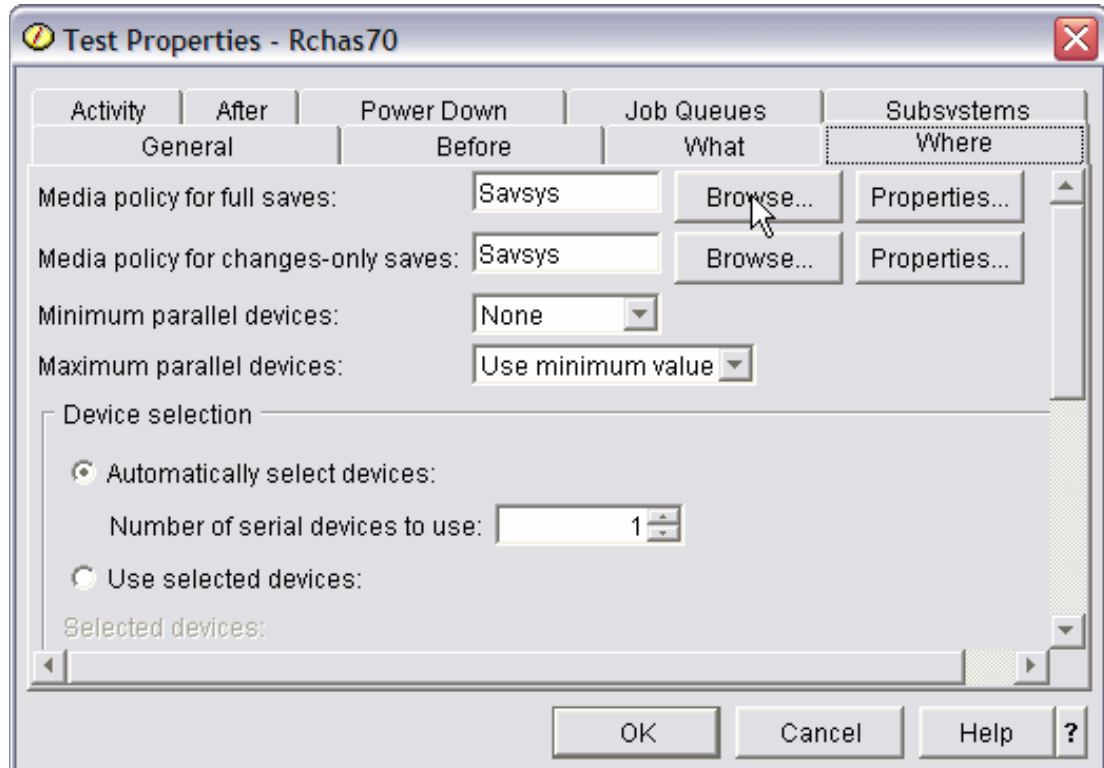 Test Properties - Rchas70
Activity After Power Down Job Queues Subsystems
General Before What Where
Media policy for full saves: Savsys Browse... Properties...
Media policy for changes-only saves: Savsys Browse... Properties...
Minimum parallel devices: None
Maximum parallel devices: Use minimum value
Device selection
Automatically select devices:
Number of serial devices to use: 1
Use selected devices:
Selected devices:
OK Cancel Help ?